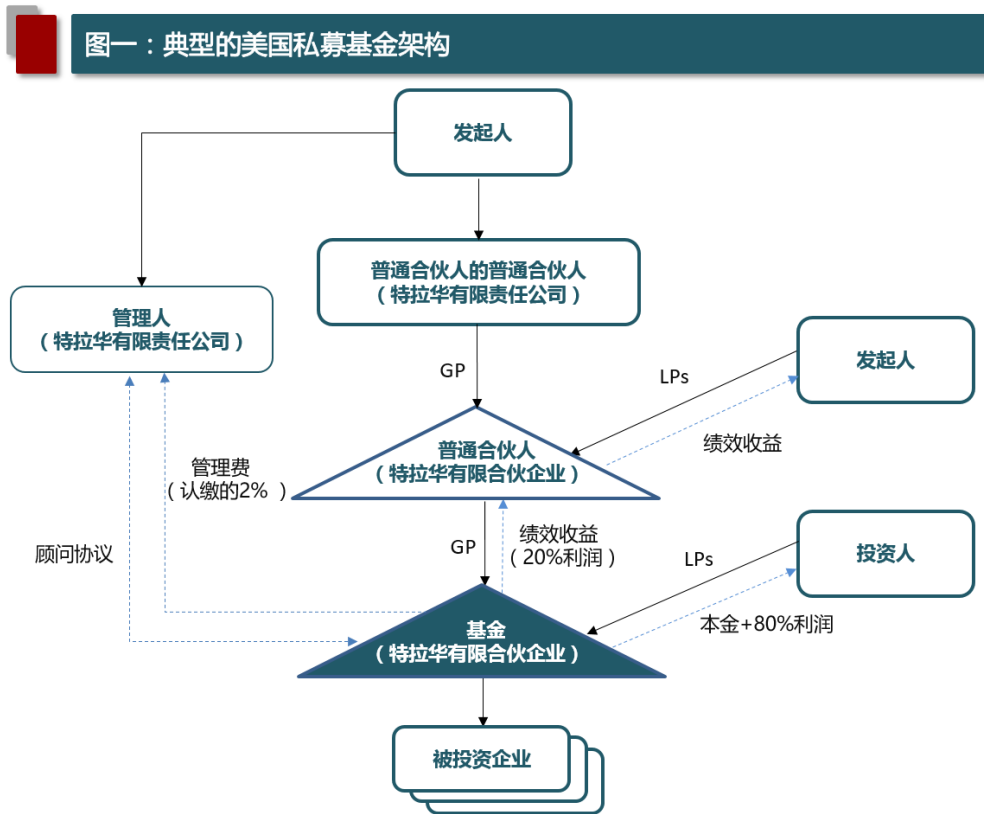 图一：典型的美国私募基金架构
发起人
普通合伙人的普通合伙人
（特拉华有限责任公司）
管理人
（特拉华有限责任公司）
发起人
GP
LPs
绩效收益
普通合伙人
（特拉华有限合伙企业）
管理费
（认缴的2% ）
顾问协议
GP
绩效收益
（20%利润）
LPs
投资人
本金+80%利润
基金
（特拉华有限合伙企业）
被投资企业